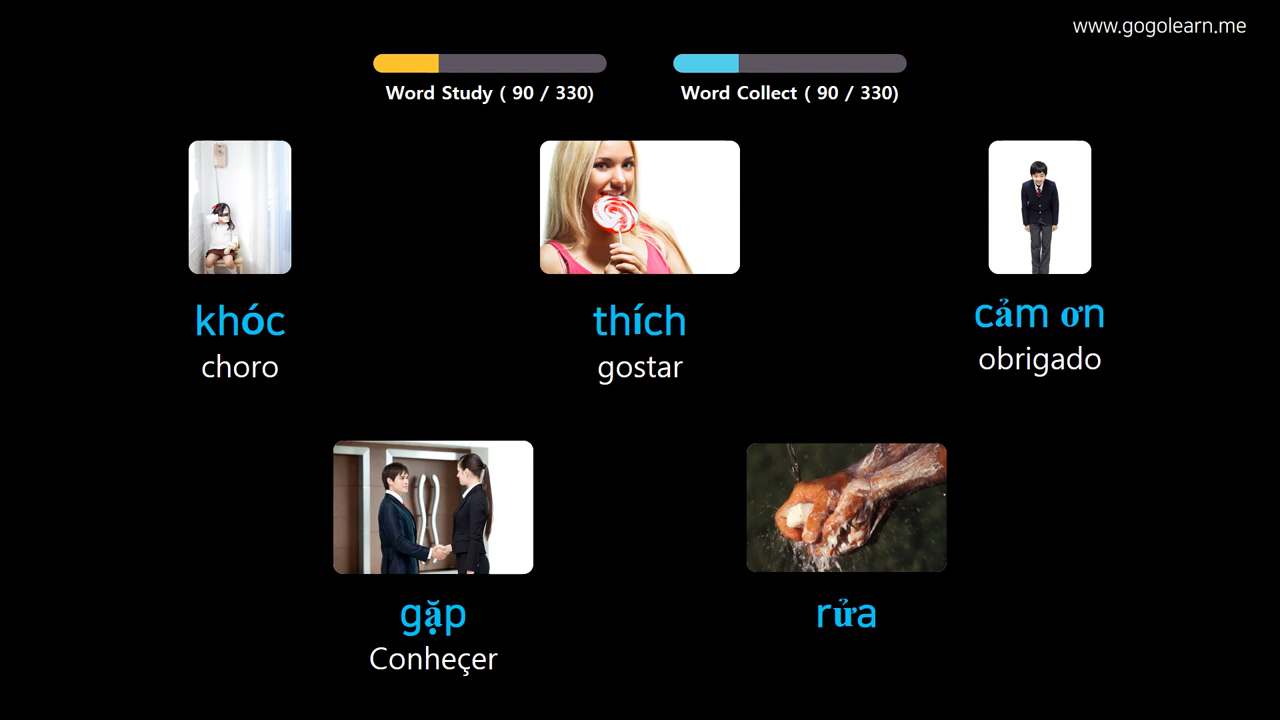 www.gogolearn.me
Word Study ( 90 / 330)
Word Collect ( 90 / 330)
khóc
choro
thích
gostar
cảm ơn
obrigado
gặp
Conheçer
rửa